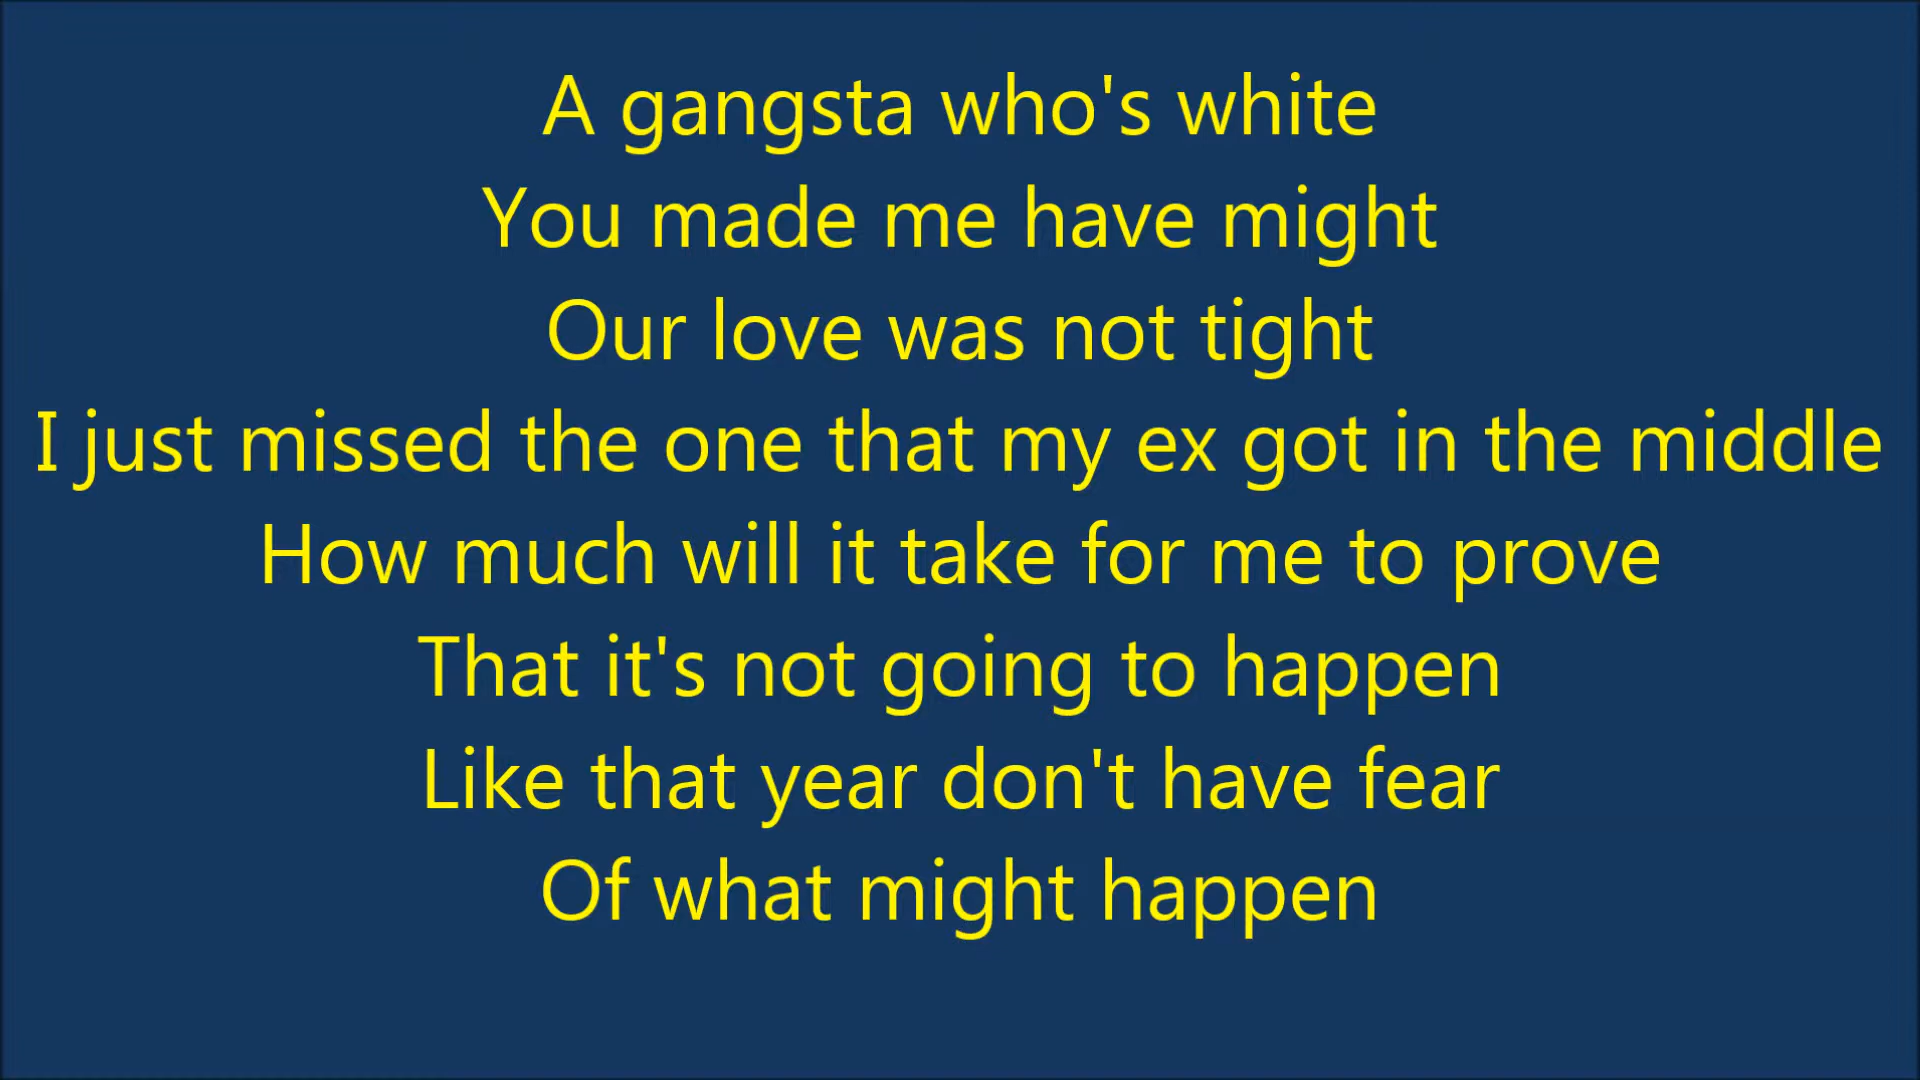 A gangsta who's white
You made me have might
Our love was not tight
I just missed the one that my ex got in the middle
How much will it take for me to prove
That it's not going to happen
Like that year don't have fear
Of what might happen